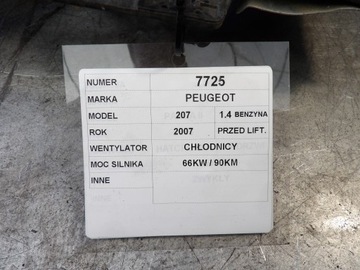 NUMER 7725
MARKA PEUGEOT
MODEL 207 1.4 BENZYNA
ROK 2007 PRZED LIFT.
WENTYLATOR CHŁODNICY
MOC SILNIKA 66KW / 90KM
INNE